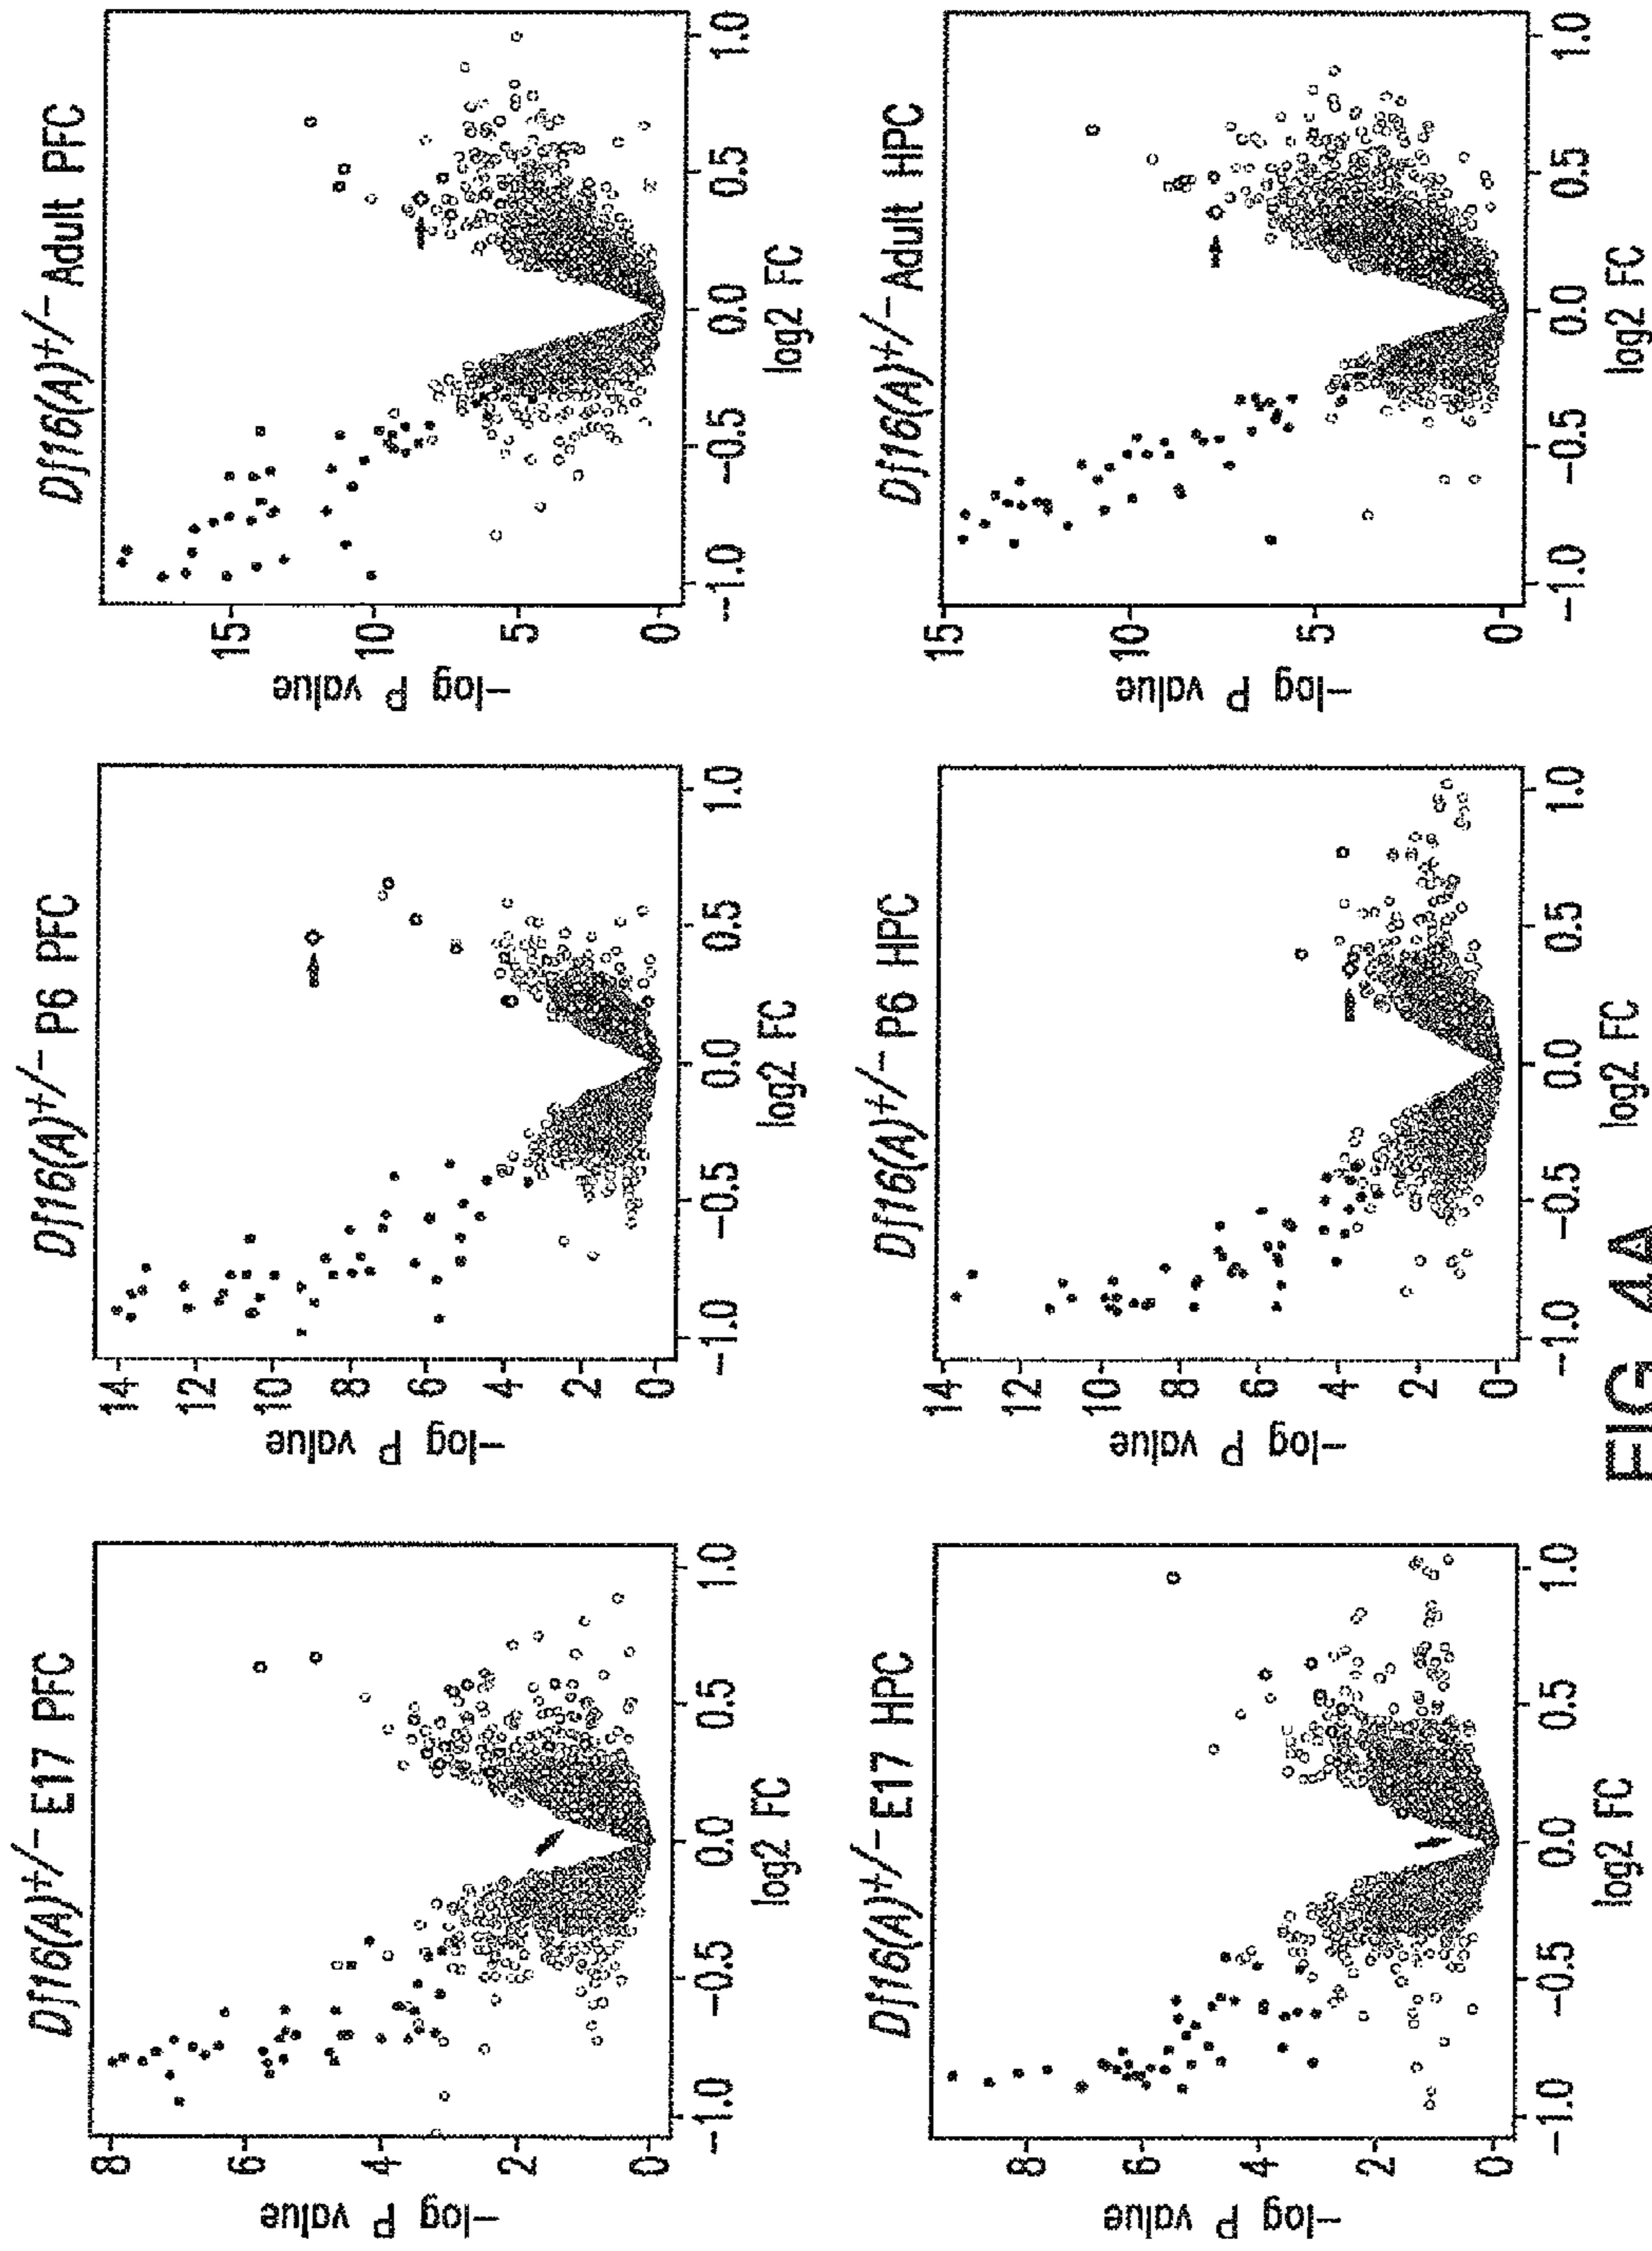 Df16(A)+/– E17 PFC
–log P value
8
6
4
2
0
–1.0 –0.5 0.0 0.5 1.0
log2 FC
Df16(A)+/– P6 PFC
–log P value
14
12
10
8
6
4
2
0
–1.0 –0.5 0.0 0.5 1.0
log2 FC
Df16(A)+/– Adult PFC
–log P value
15
10
5
0
–1.0 –0.5 0.0 0.5 1.0
log2 FC
Df16(A)+/– E17 HPC
–log P value
8
6
4
2
0
–1.0 –0.5 0.0 0.5 1.0
log2 FC
Df16(A)+/– P6 HPC
–log P value
14
12
10
8
6
4
2
0
–1.0 –0.5 0.0 0.5 1.0
log2 FC
Df16(A)+/– Adult HPC
–log P value
15
10
5
0
–1.0 –0.5 0.0 0.5 1.0
log2 FC
FIG. 4A